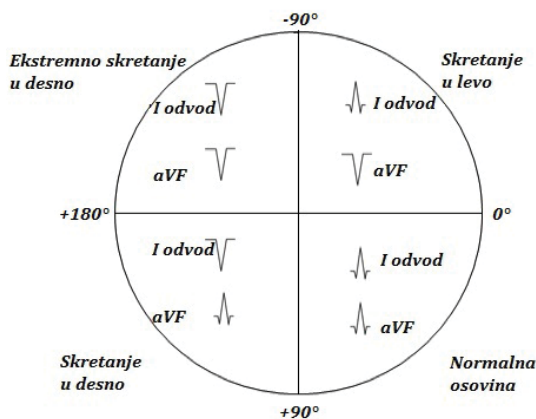 -90°
Ekstremno skretanje
u desno
Skretanje
u levo
I odvod
I odvod
aVF
aVF
+180°
0°
I odvod
I odvod
aVF
aVF
Skretanje
u desno
Normalna
osovina
+90°